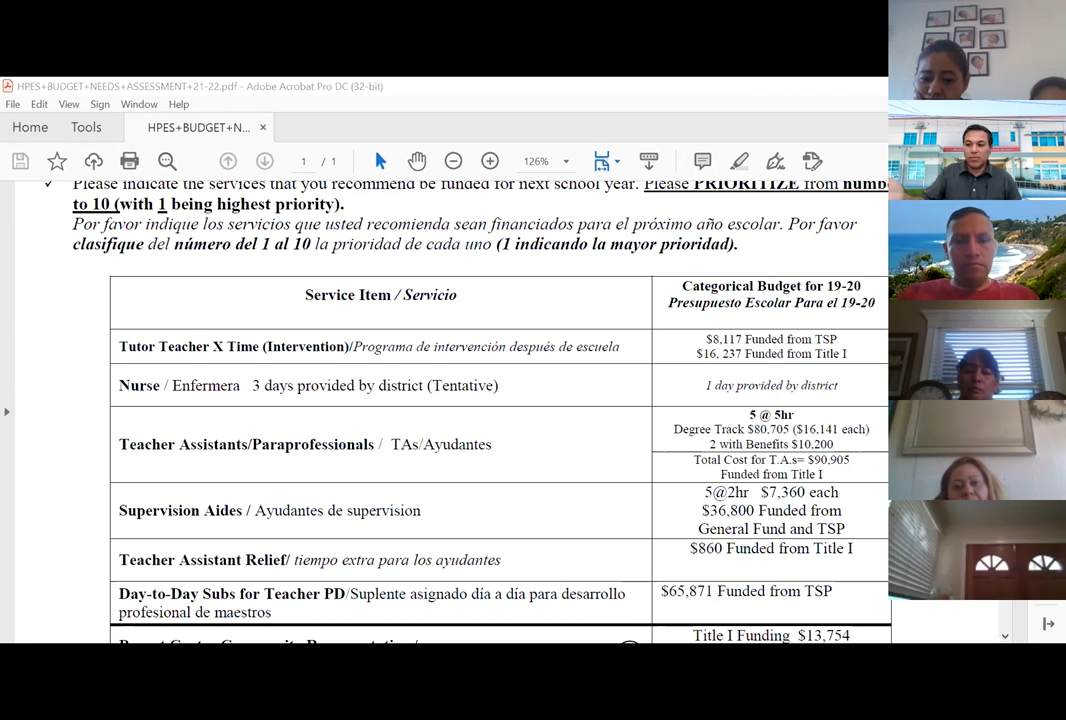 HPES+BUDGET+NEEDS+ASSESSMENT+21-22.pdf - Adobe Acrobat Pro DC (32-bit)
File Edit View Sign Window Help
Home Tools HPES+BUDGET+N... ×
1 / 1 126%
✓ Please indicate the services that you recommend be funded for next school year. Please PRIORITIZE from numb
to 10 (with 1 being highest priority).
Por favor indique los servicios que usted recomienda sean financiados para el próximo año escolar. Por favor
clasifique del número del 1 al 10 la prioridad de cada uno (1 indicando la mayor prioridad).
Service Item / Servicio
Categorical Budget for 19-20
Presupuesto Escolar Para el 19-20
Tutor Teacher X Time (Intervention)/Programa de intervención después de escuela
$8,117 Funded from TSP
$16, 237 Funded from Title I
Nurse / Enfermera 3 days provided by district (Tentative)
1 day provided by district
Teacher Assistants/Paraprofessionals / TAs/Ayudantes
5 @ 5hr
Degree Track $80,705 ($16,141 each)
2 with Benefits $10,200
Total Cost for T.A.s= $90,905
Funded from Title I
Supervision Aides / Ayudantes de supervision
5@2hr $7,360 each
$36,800 Funded from
General Fund and TSP
Teacher Assistant Relief/ tiempo extra para los ayudantes
$860 Funded from Title I
Day-to-Day Subs for Teacher PD/Suplente asignado día a día para desarrollo
profesional de maestros
$65,871 Funded from TSP
Title I Funding $13,754